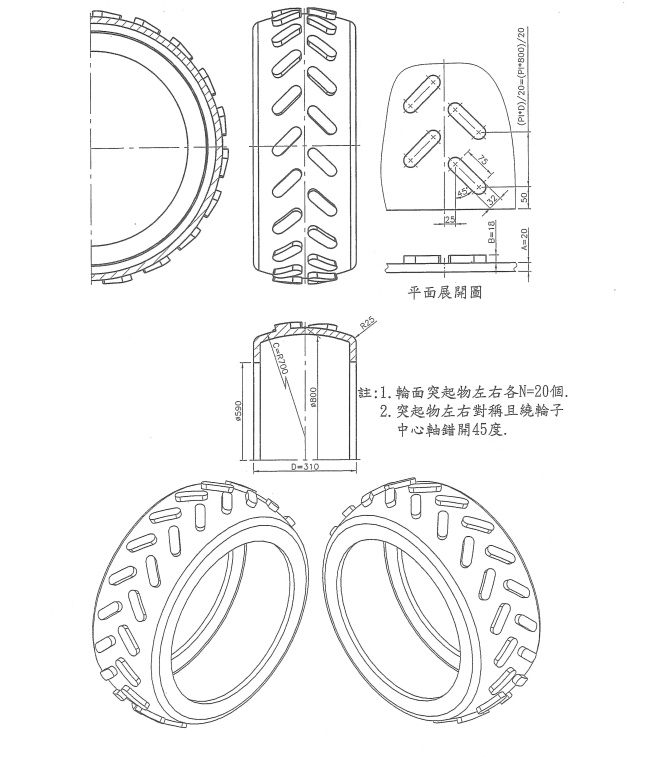 (PI*D)/20=(PI*800)/20
75
45°
32
50
35
B=18
A=20
平面展開圖
R25
C=R700
ø590
ø800
D=310
註:1.輪面突起物左右各N=20個.
2.突起物左右對稱且繞輪子
中心軸錯開45度.